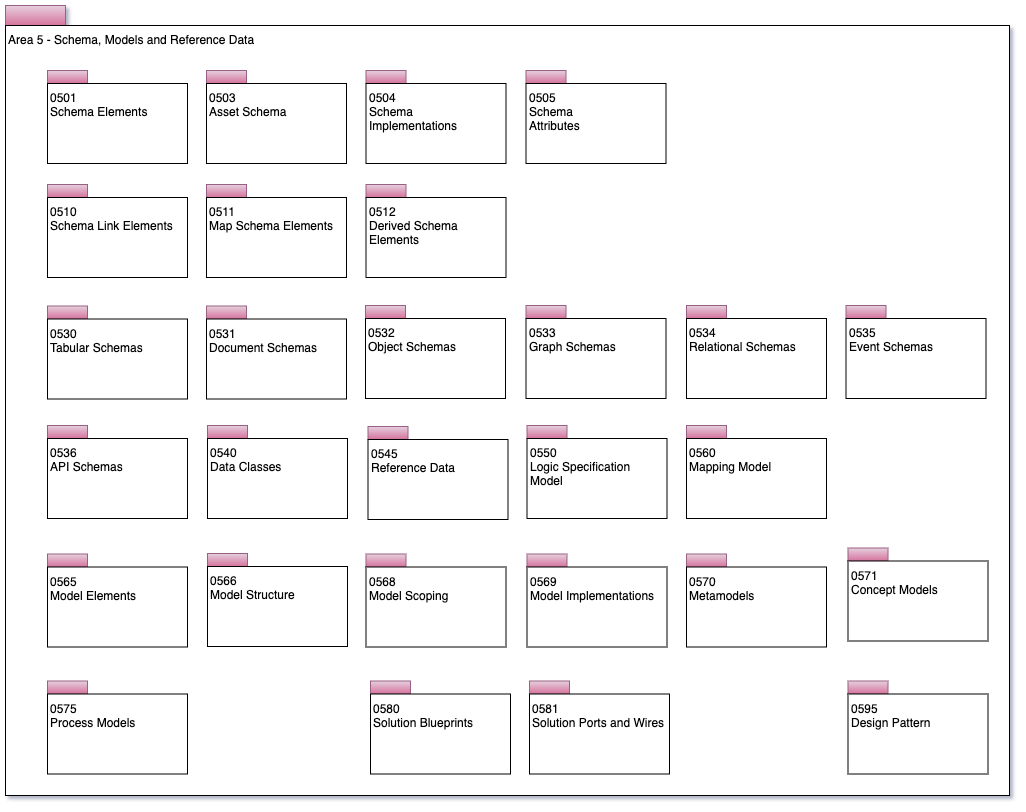 Area 5 - Schema, Models and Reference Data
0501
Schema Elements
0503
Asset Schema
0504
Schema
Implementations
0505
Schema
Attributes
0510
Schema Link Elements
0511
Map Schema Elements
0512
Derived Schema
Elements
0530
Tabular Schemas
0531
Document Schemas
0532
Object Schemas
0533
Graph Schemas
0534
Relational Schemas
0535
Event Schemas
0536
API Schemas
0540
Data Classes
0545
Reference Data
0550
Logic Specification
Model
0560
Mapping Model
0565
Model Elements
0566
Model Structure
0568
Model Scoping
0569
Model Implementations
0570
Metamodels
0571
Concept Models
0575
Process Models
0580
Solution Blueprints
0581
Solution Ports and Wires
0595
Design Pattern